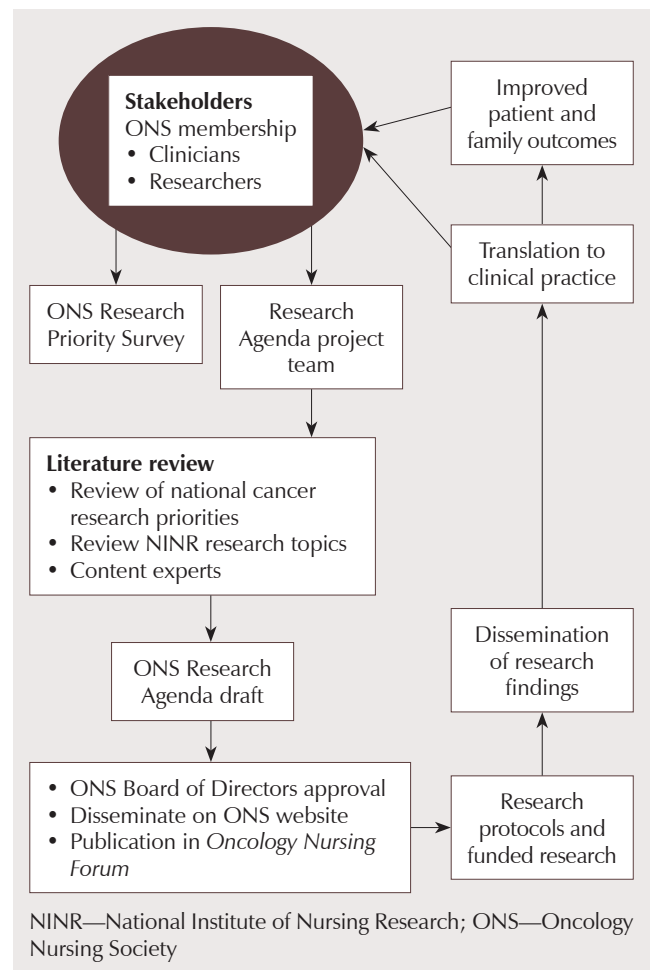 Stakeholders
ONS membership
• Clinicians
• Researchers
Improved
patient and
family outcomes
Translation to
clinical practice
ONS Research
Priority Survey
Research
Agenda project
team
Literature review
• Review of national cancer
research priorities
• Review NINR research topics
• Content experts
ONS Research
Agenda draft
Dissemination
of research
findings
• ONS Board of Directors approval
• Disseminate on ONS website
• Publication in Oncology Nursing
Forum
Research
protocols and
funded research
NINR—National Institute of Nursing Research; ONS—Oncology
Nursing Society